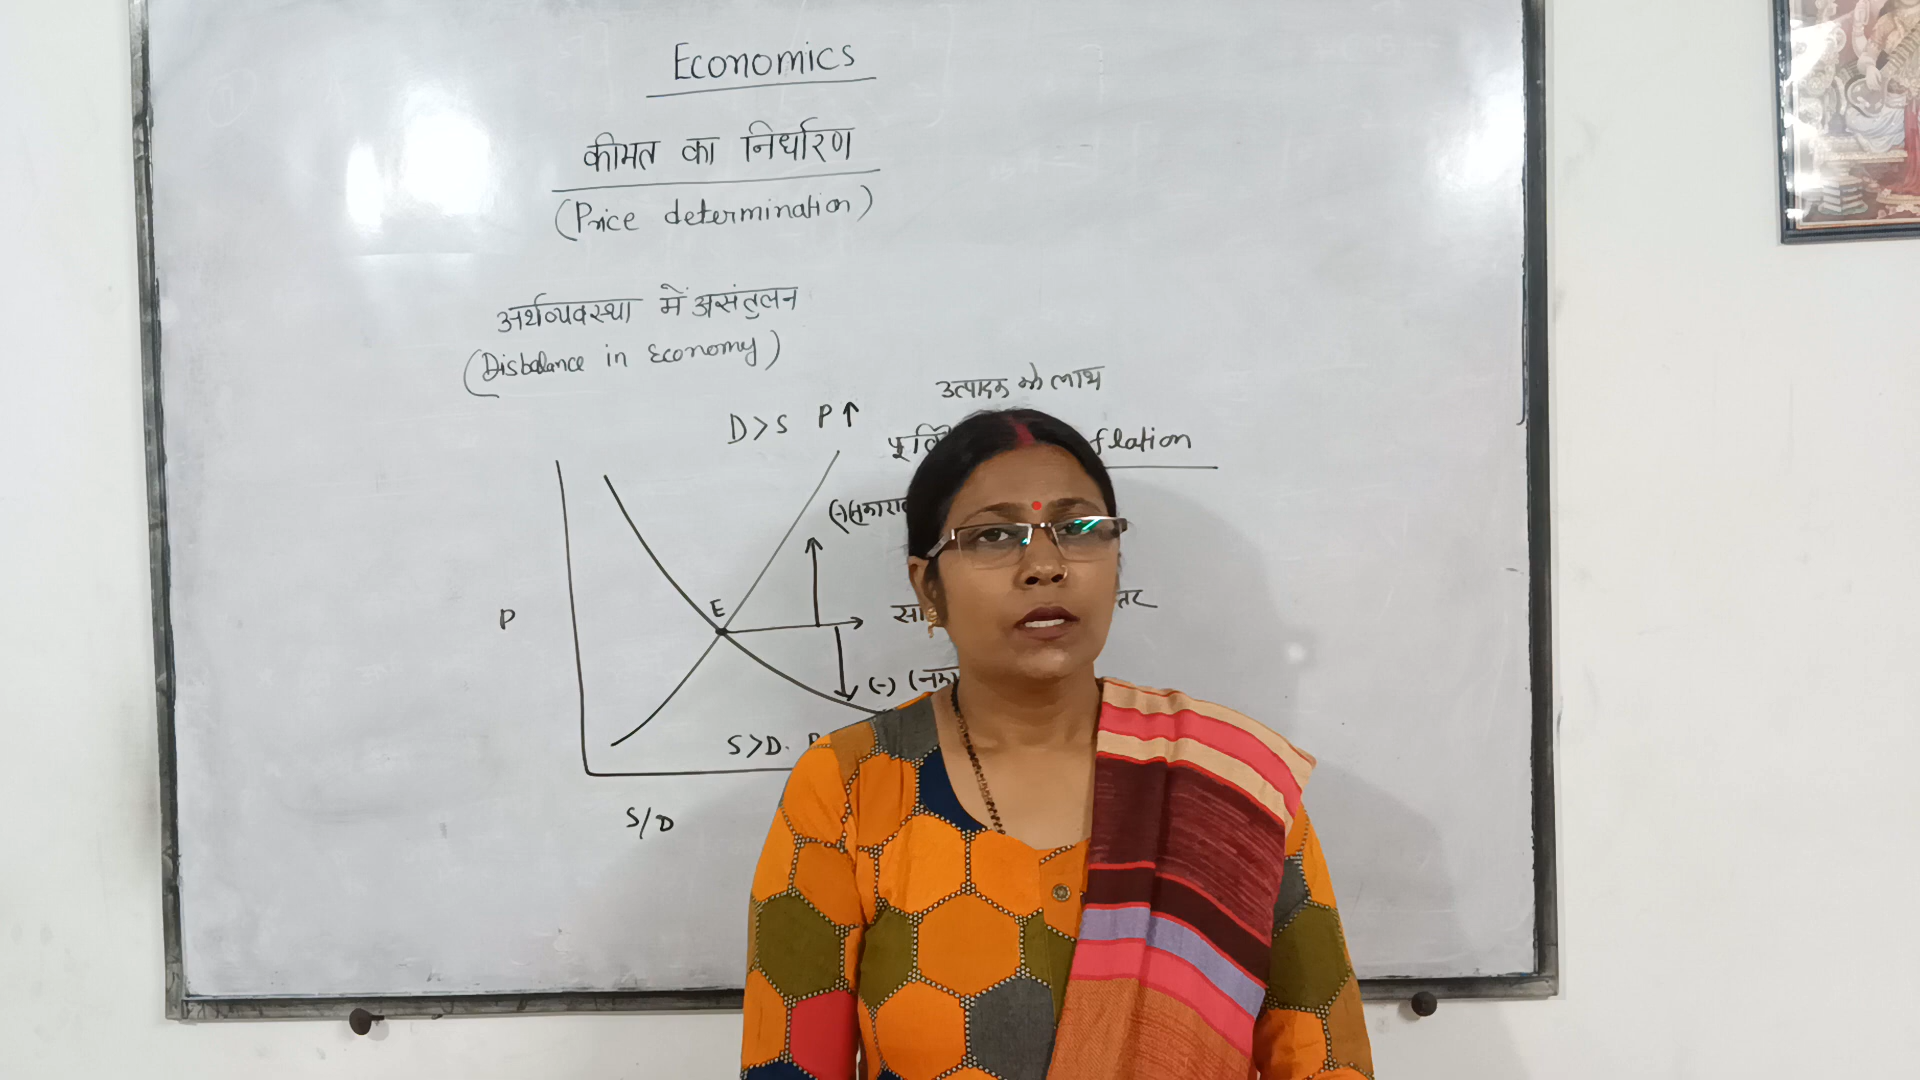 Economics
कीमत का निर्धारण
(Price determination)
अर्थव्यवस्था में असंतुलन
(Disbalance in Economy)
उत्पादक को लाभ
D>S P↑
flation
E
P
(-)
S>D.
S/D